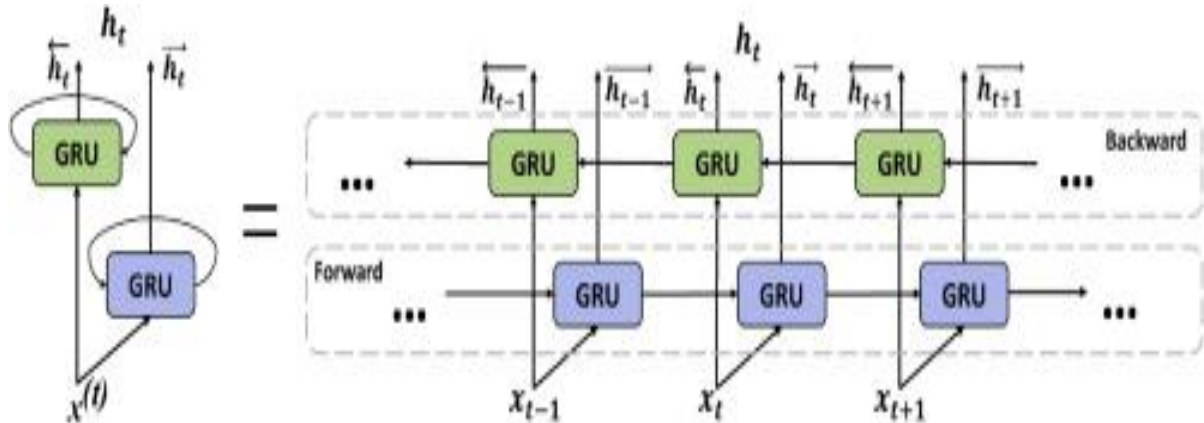 h_t
←h_t →h_t
GRU
GRU
x^(t)
=
h_t
←h_{t-1} →h_{t-1} ←h_t →h_t ←h_{t+1} →h_{t+1}
Backward
... GRU GRU GRU ...
Forward
... GRU GRU GRU ...
x_{t-1} x_t x_{t+1}